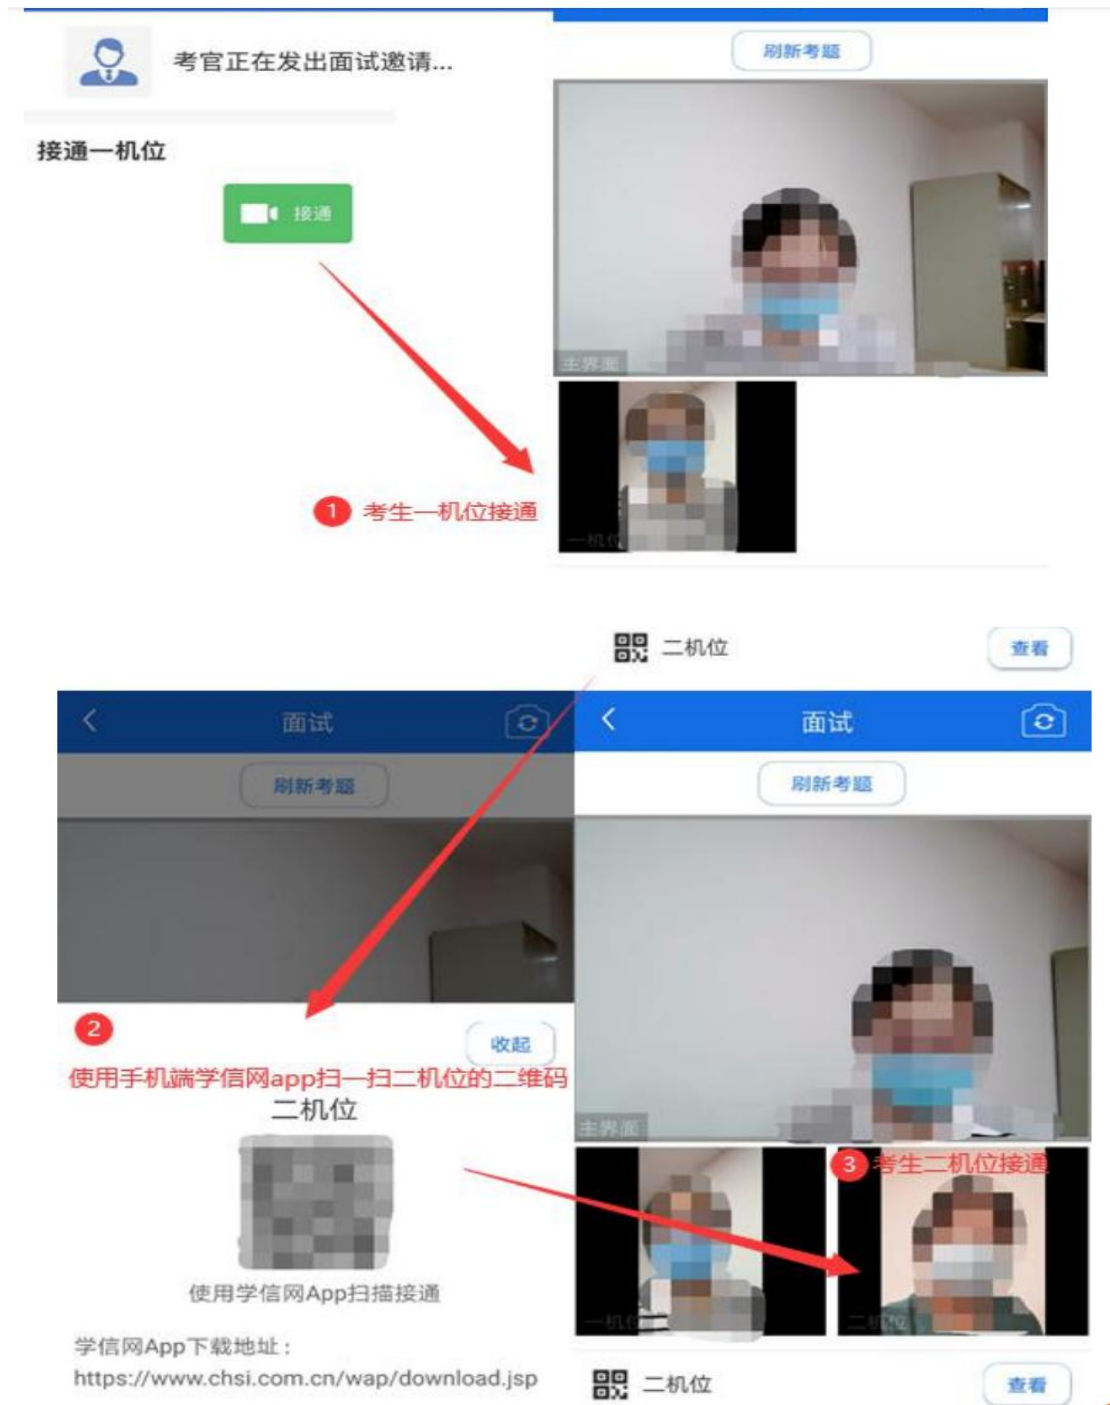 考官正在发出面试邀请...
刷新考题
接通一机位
接通
主界面
1 考生一机位接通
一机位
二机位
查看
面试
刷新考题
2
收起
使用手机端学信网app扫一扫二机位的二维码
二机位
使用学信网App扫描接通
学信网App下载地址：
https://www.chsi.com.cn/wap/download.jsp
面试
刷新考题
主界面
3 考生二机位接通
一机位
二机位
二机位
查看